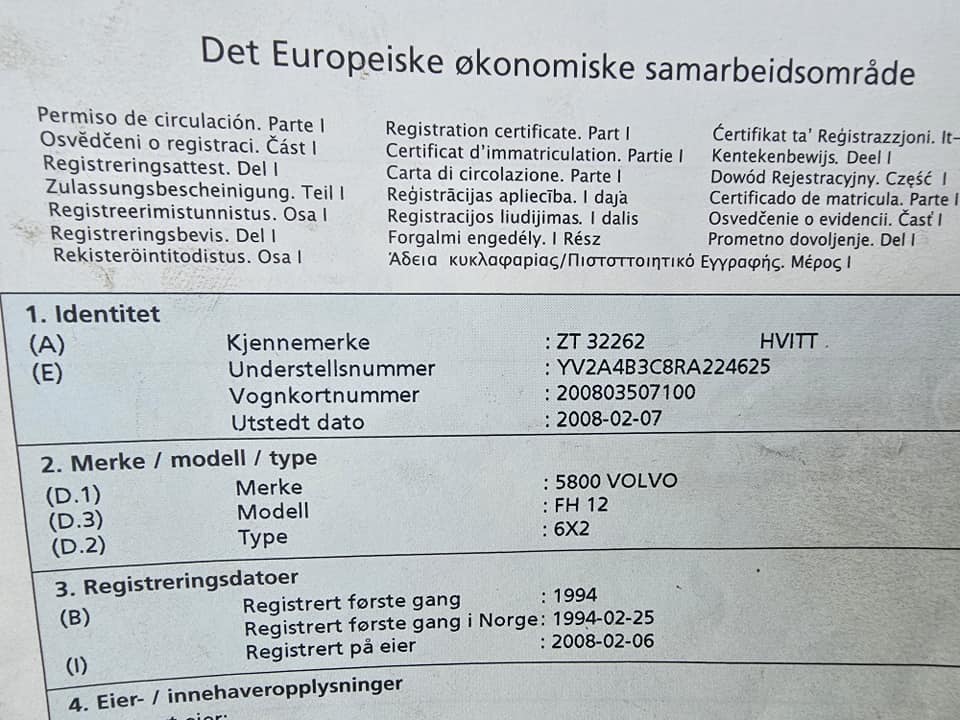 Det Europeiske økonomiske samarbeidsområde
Permiso de circulación. Parte I
Osvědčeni o registraci. Část I
Registreringsattest. Del I
Zulassungsbescheinigung. Teil I
Registreerimistunnistus. Osa I
Registreringsbevis. Del I
Rekisteröintitodistus. Osa I
Registration certificate. Part I
Certificat d'immatriculation. Partie I
Carta di circolazione. Parte I
Reģistrācijas apliecība. I daja
Registracijos liudijimas. I dalis
Forgalmi engedély. I Rész
Άδεια κυκλαφαρίας/Πιστοττοιητικό Εγγραφής. Μέρος I
Ćertifikat ta' Reġistrazzjoni. It-
Kentekenbewijs. Deel I
Dowód Rejestracyjny. Część I
Certificado de matricula. Parte I
Osvedčenie o evidencii. Časť I
Prometno dovoljenje. Del I
1. Identitet
(A) Kjennemerke : ZT 32262 HVITT
(E) Understellsnummer : YV2A4B3C8RA224625
Vognkortnummer : 200803507100
Utstedt dato : 2008-02-07
2. Merke / modell / type
(D.1) Merke : 5800 VOLVO
(D.3) Modell : FH 12
(D.2) Type : 6X2
3. Registreringsdatoer
(B) Registrert første gang : 1994
Registrert første gang i Norge: 1994-02-25
(I) Registrert på eier : 2008-02-06
4. Eier- / innehaveropplysninger
eier: